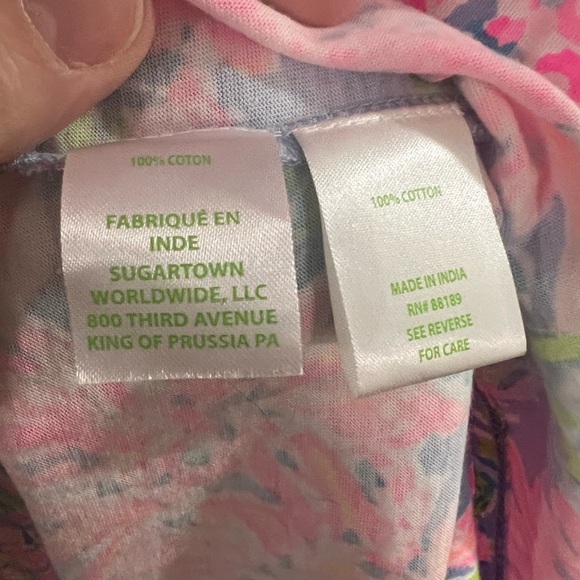 100% COTON
FABRIQUÉ EN
INDE
SUGARTOWN
WORLDWIDE, LLC
800 THIRD AVENUE
KING OF PRUSSIA PA
100% COTTON
MADE IN INDIA
RN# 88189
SEE REVERSE
FOR CARE